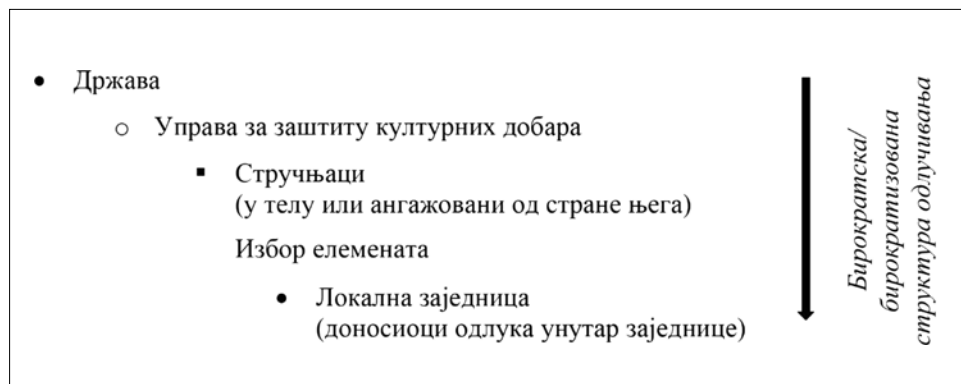 • Држава
o Управа за заштиту културних добара
▪ Стручњаци
(у телу или ангажовани од стране њега)
Избор елемената
• Локална заједница
(доносиоци одлука унутар заједнице)
Бирократска/
бирократизована
структура одлучивања